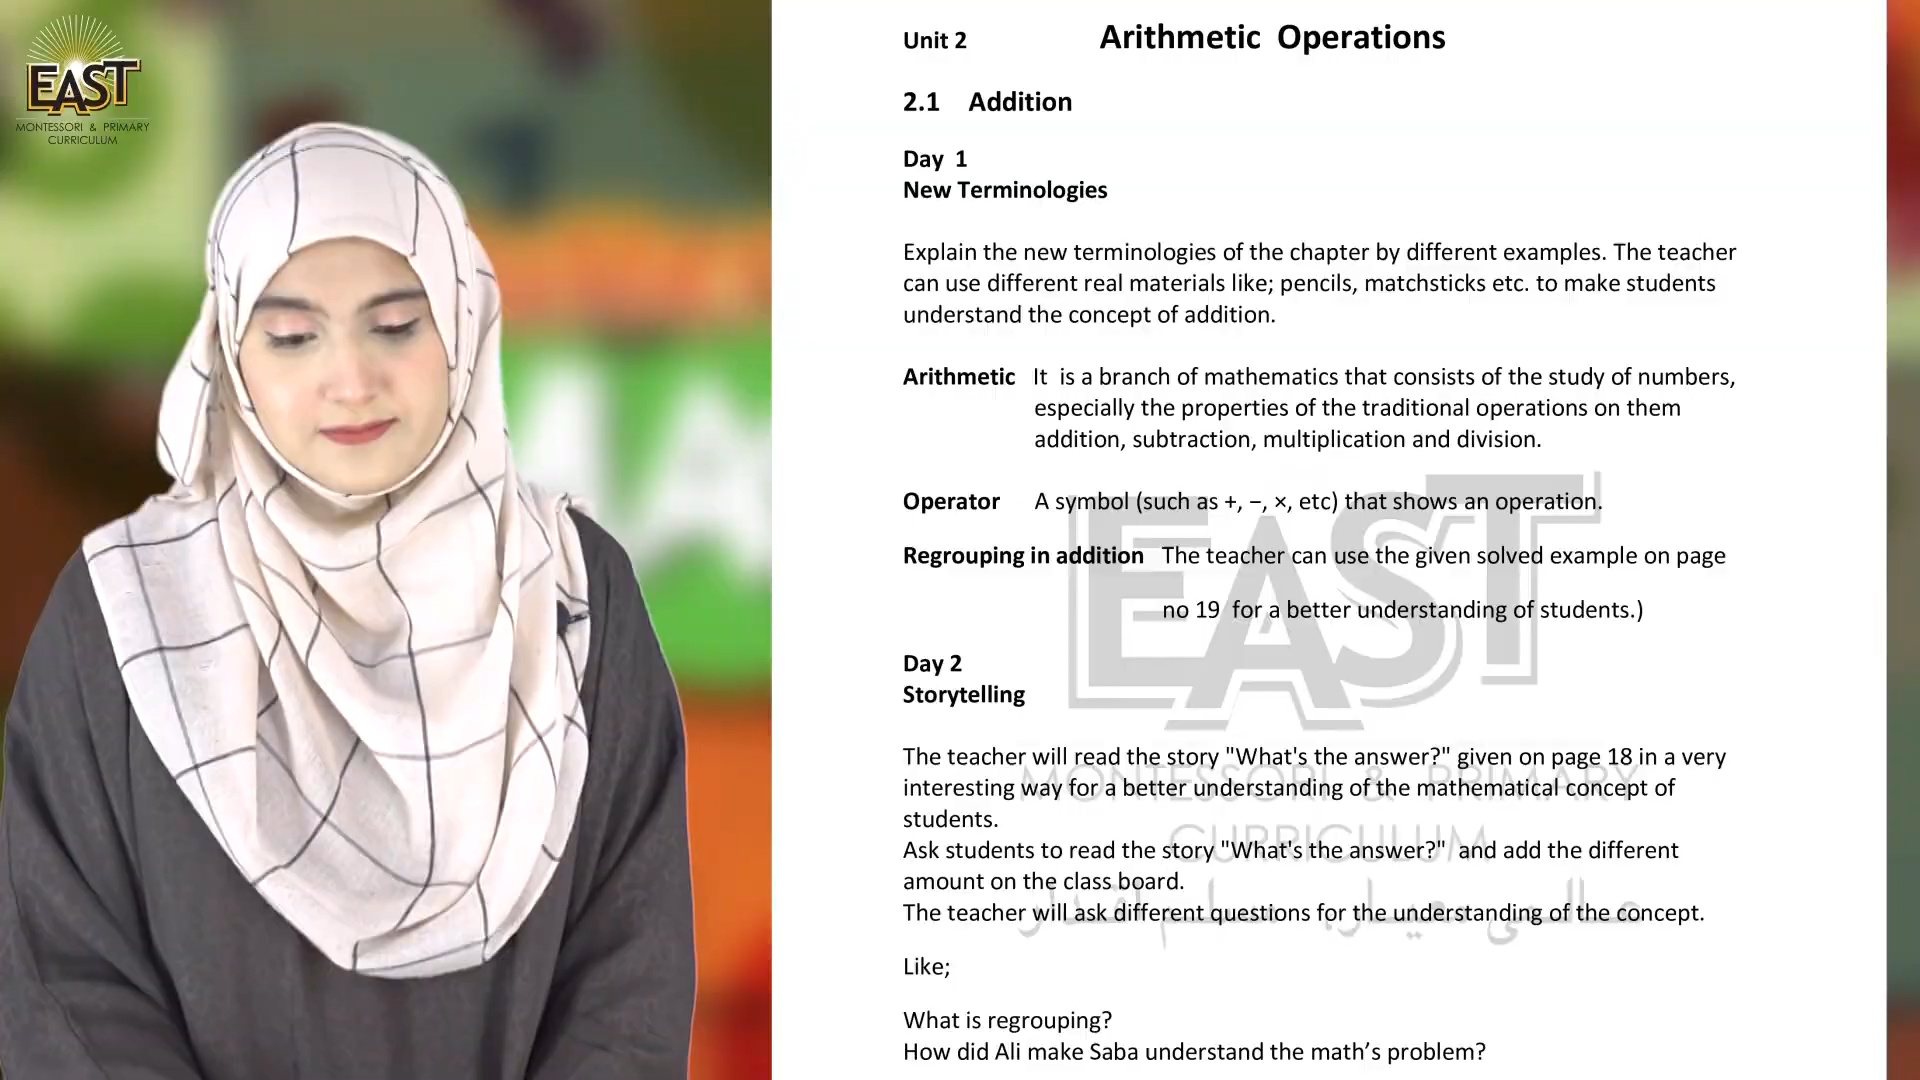 EAST
MONTESSORI & PRIMARY
CURRICULUM
Unit 2 Arithmetic Operations
2.1 Addition
Day 1
New Terminologies
Explain the new terminologies of the chapter by different examples. The teacher
can use different real materials like; pencils, matchsticks etc. to make students
understand the concept of addition.
Arithmetic It is a branch of mathematics that consists of the study of numbers,
especially the properties of the traditional operations on them
addition, subtraction, multiplication and division.
Operator A symbol (such as +, −, ×, etc) that shows an operation.
Regrouping in addition The teacher can use the given solved example on page
no 19 for a better understanding of students.)
Day 2
Storytelling
The teacher will read the story "What's the answer?" given on page 18 in a very
interesting way for a better understanding of the mathematical concept of
students.
Ask students to read the story "What's the answer?" and add the different
amount on the class board.
The teacher will ask different questions for the understanding of the concept.
Like;
What is regrouping?
How did Ali make Saba understand the math’s problem?
EAST
MONTESSORI & PRIMARY
CURRICULUM